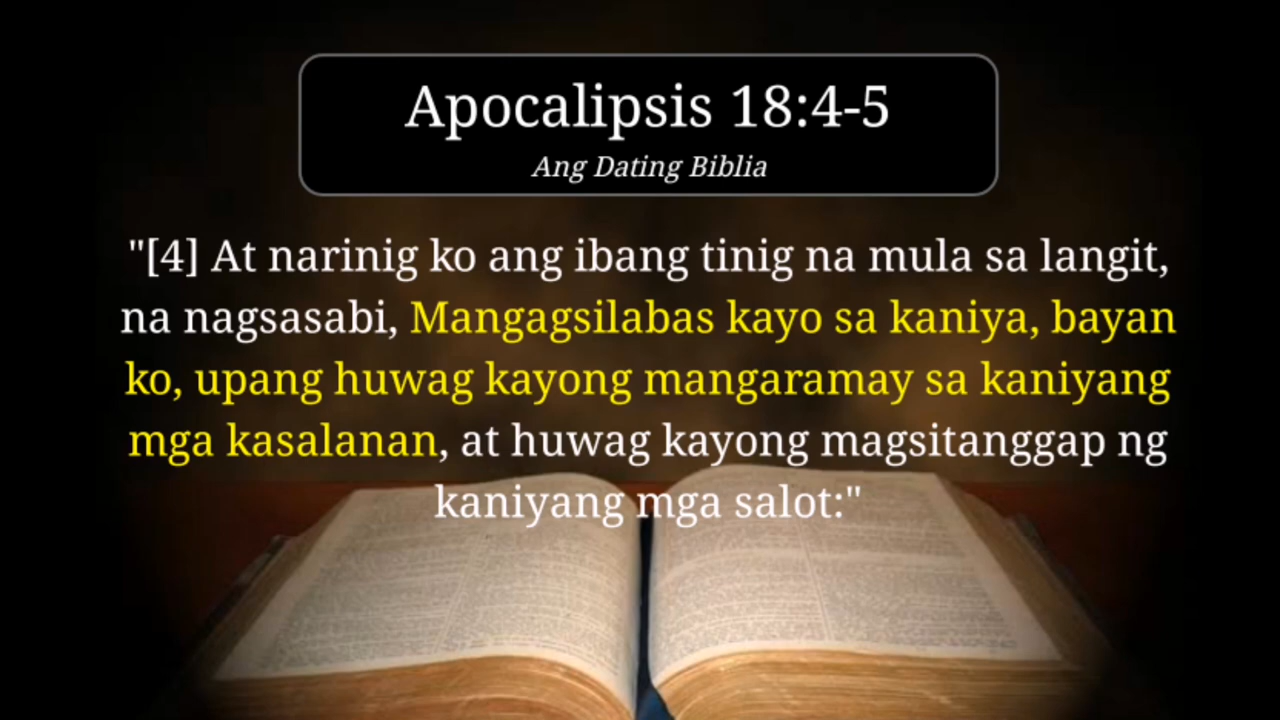 Apocalipsis 18:4-5
Ang Dating Biblia
"[4] At narinig ko ang ibang tinig na mula sa langit,
na nagsasabi, Mangagsilabas kayo sa kaniya, bayan
ko, upang huwag kayong mangaramay sa kaniyang
mga kasalanan, at huwag kayong magsitanggap ng
kaniyang mga salot:"